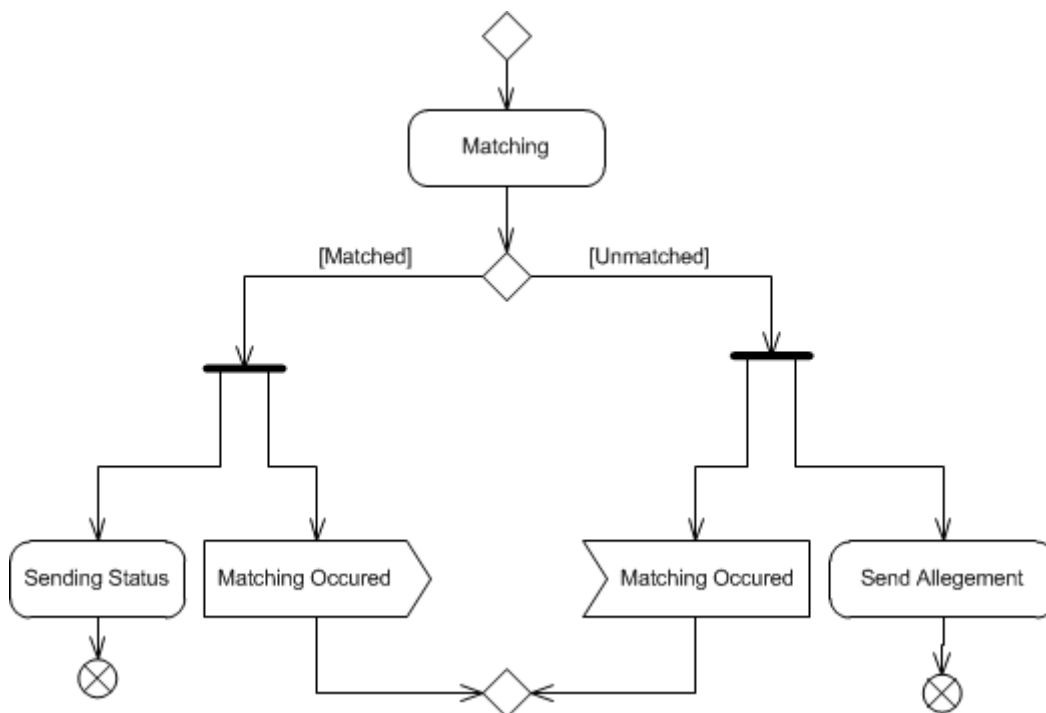 Matching
[Matched]
[Unmatched]
Sending Status
Matching Occured
Matching Occured
Send Allegement